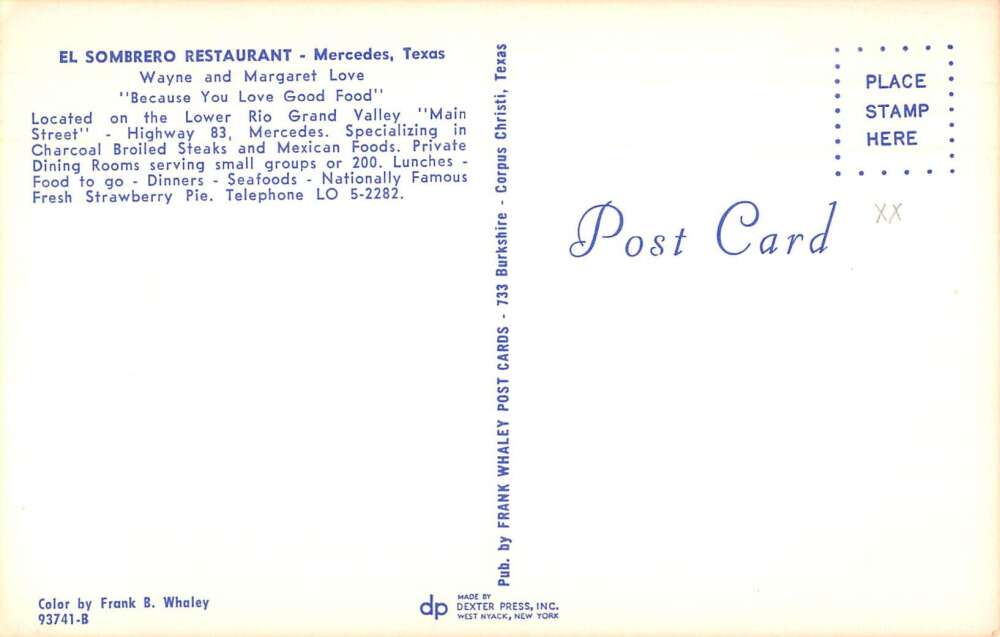 EL SOMBRERO RESTAURANT - Mercedes, Texas
Wayne and Margaret Love
"Because You Love Good Food"
Located on the Lower Rio Grand Valley "Main
Street" - Highway 83, Mercedes. Specializing in
Charcoal Broiled Steaks and Mexican Foods. Private
Dining Rooms serving small groups or 200. Lunches -
Food to go - Dinners - Seafoods - Nationally Famous
Fresh Strawberry Pie. Telephone LO 5-2282.
Color by Frank B. Whaley
93741-B
Pub. by FRANK WHALEY POST CARDS - 733 Burkshire - Corpus Christi, Texas
dp
MADE BY
DEXTER PRESS, INC.
WEST NYACK, NEW YORK
PLACE
STAMP
HERE
Post Card
XX